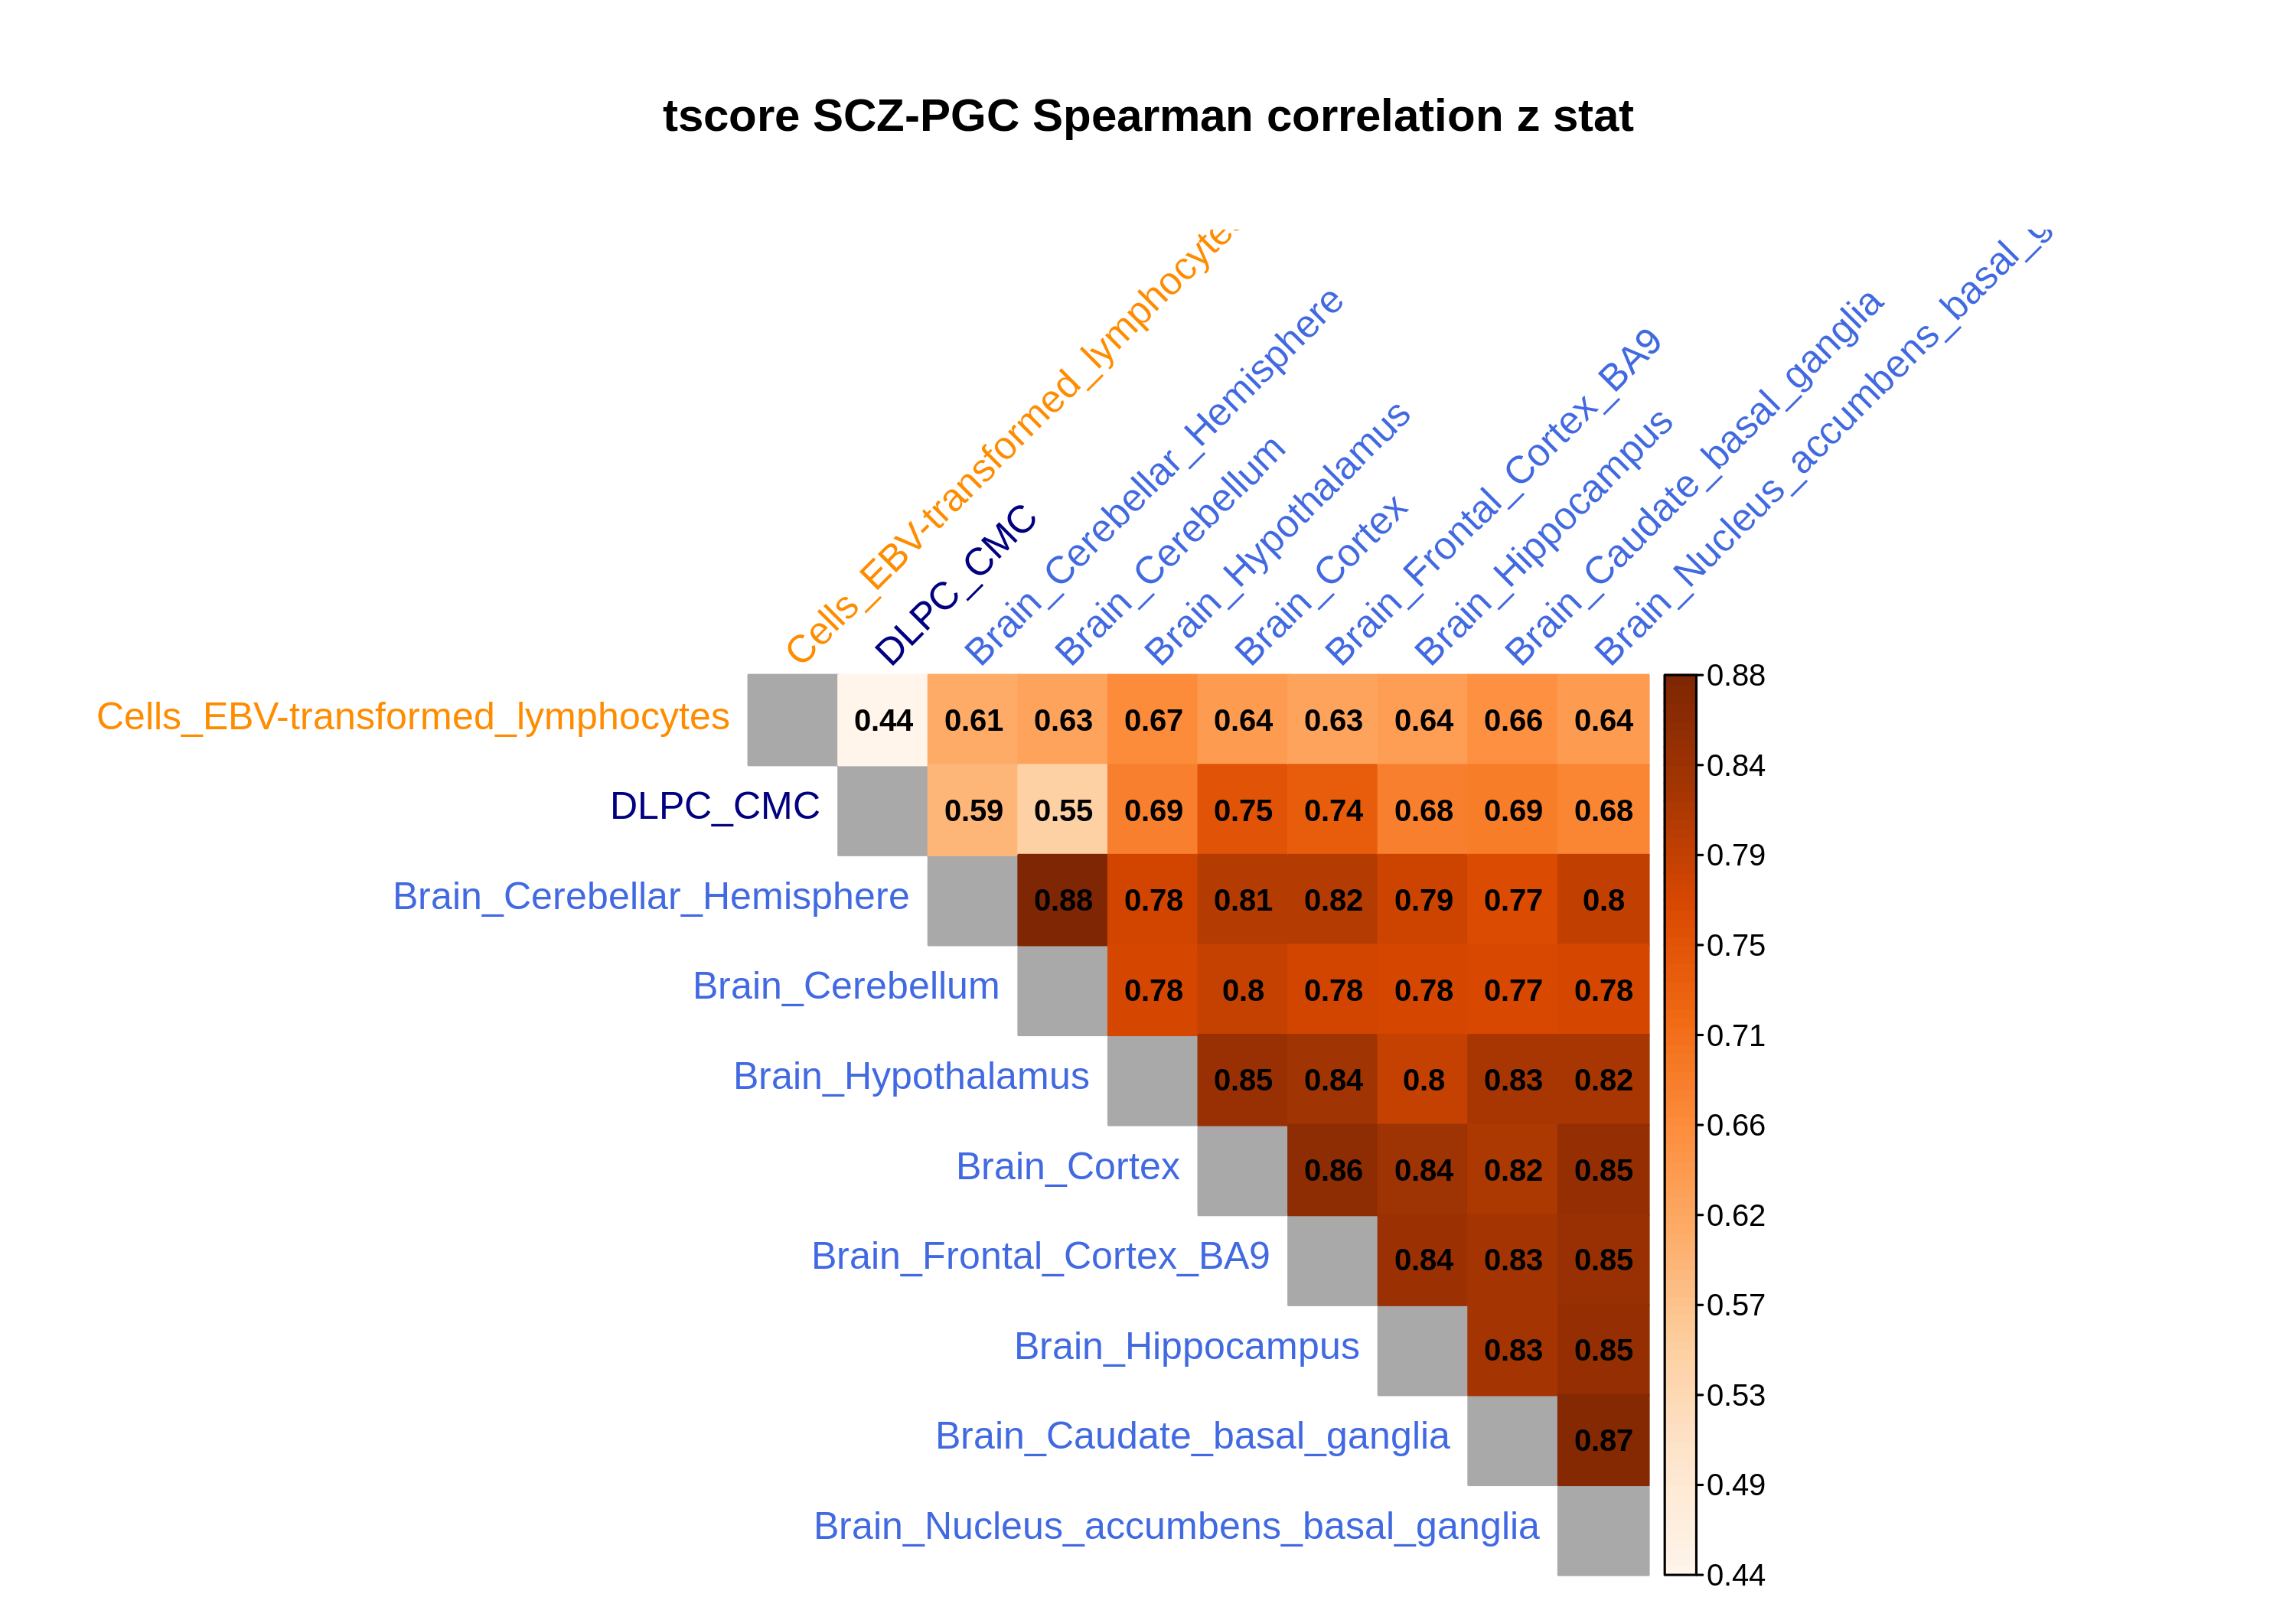 tscore SCZ-PGC Spearman correlation z stat
Cells_EBV-transformed_lymphocytes
DLPC_CMC
Brain_Cerebellar_Hemisphere
Brain_Cerebellum
Brain_Hypothalamus
Brain_Cortex
Brain_Frontal_Cortex_BA9
Brain_Hippocampus
Brain_Caudate_basal_ganglia
Brain_Nucleus_accumbens_basal_g
Cells_EBV-transformed_lymphocytes 0.44 0.61 0.63 0.67 0.64 0.63 0.64 0.66 0.64
DLPC_CMC 0.59 0.55 0.69 0.75 0.74 0.68 0.69 0.68
Brain_Cerebellar_Hemisphere 0.88 0.78 0.81 0.82 0.79 0.77 0.8
Brain_Cerebellum 0.78 0.8 0.78 0.78 0.77 0.78
Brain_Hypothalamus 0.85 0.84 0.8 0.83 0.82
Brain_Cortex 0.86 0.84 0.82 0.85
Brain_Frontal_Cortex_BA9 0.84 0.83 0.85
Brain_Hippocampus 0.83 0.85
Brain_Caudate_basal_ganglia 0.87
Brain_Nucleus_accumbens_basal_ganglia
0.88
0.84
0.79
0.75
0.71
0.66
0.62
0.57
0.53
0.49
0.44